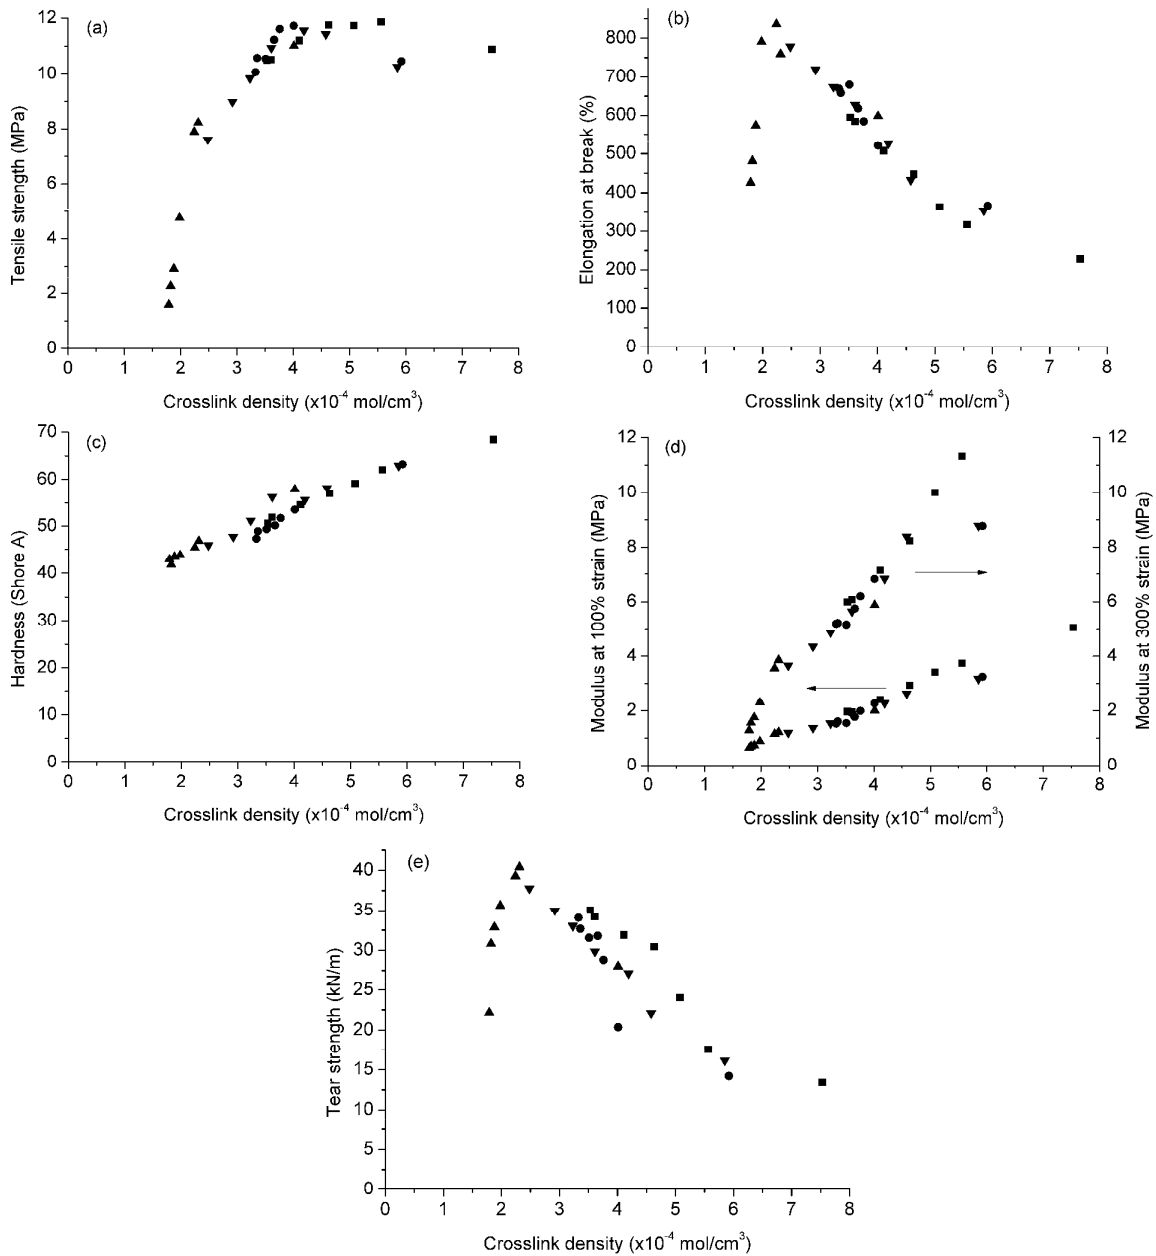 (a)
Tensile strength (MPa)
12
10
8
6
4
2
0
0 1 2 3 4 5 6 7 8
Crosslink density (x10⁻⁴ mol/cm³)
(b)
Elongation at break (%)
800
700
600
500
400
300
200
100
0
0 1 2 3 4 5 6 7 8
Crosslink density (x10⁻⁴ mol/cm³)
(c)
Hardness (Shore A)
70
60
50
40
30
20
10
0
0 1 2 3 4 5 6 7 8
Crosslink density (x10⁻⁴ mol/cm³)
(d)
Modulus at 100% strain (MPa)
12
10
8
6
4
2
0
0 1 2 3 4 5 6 7 8
Crosslink density (x10⁻⁴ mol/cm³)
12
10
8
6
4
2
0
Modulus at 300% strain (MPa)
(e)
Tear strength (kN/m)
40
35
30
25
20
15
10
5
0
0 1 2 3 4 5 6 7 8
Crosslink density (x10⁻⁴ mol/cm³)